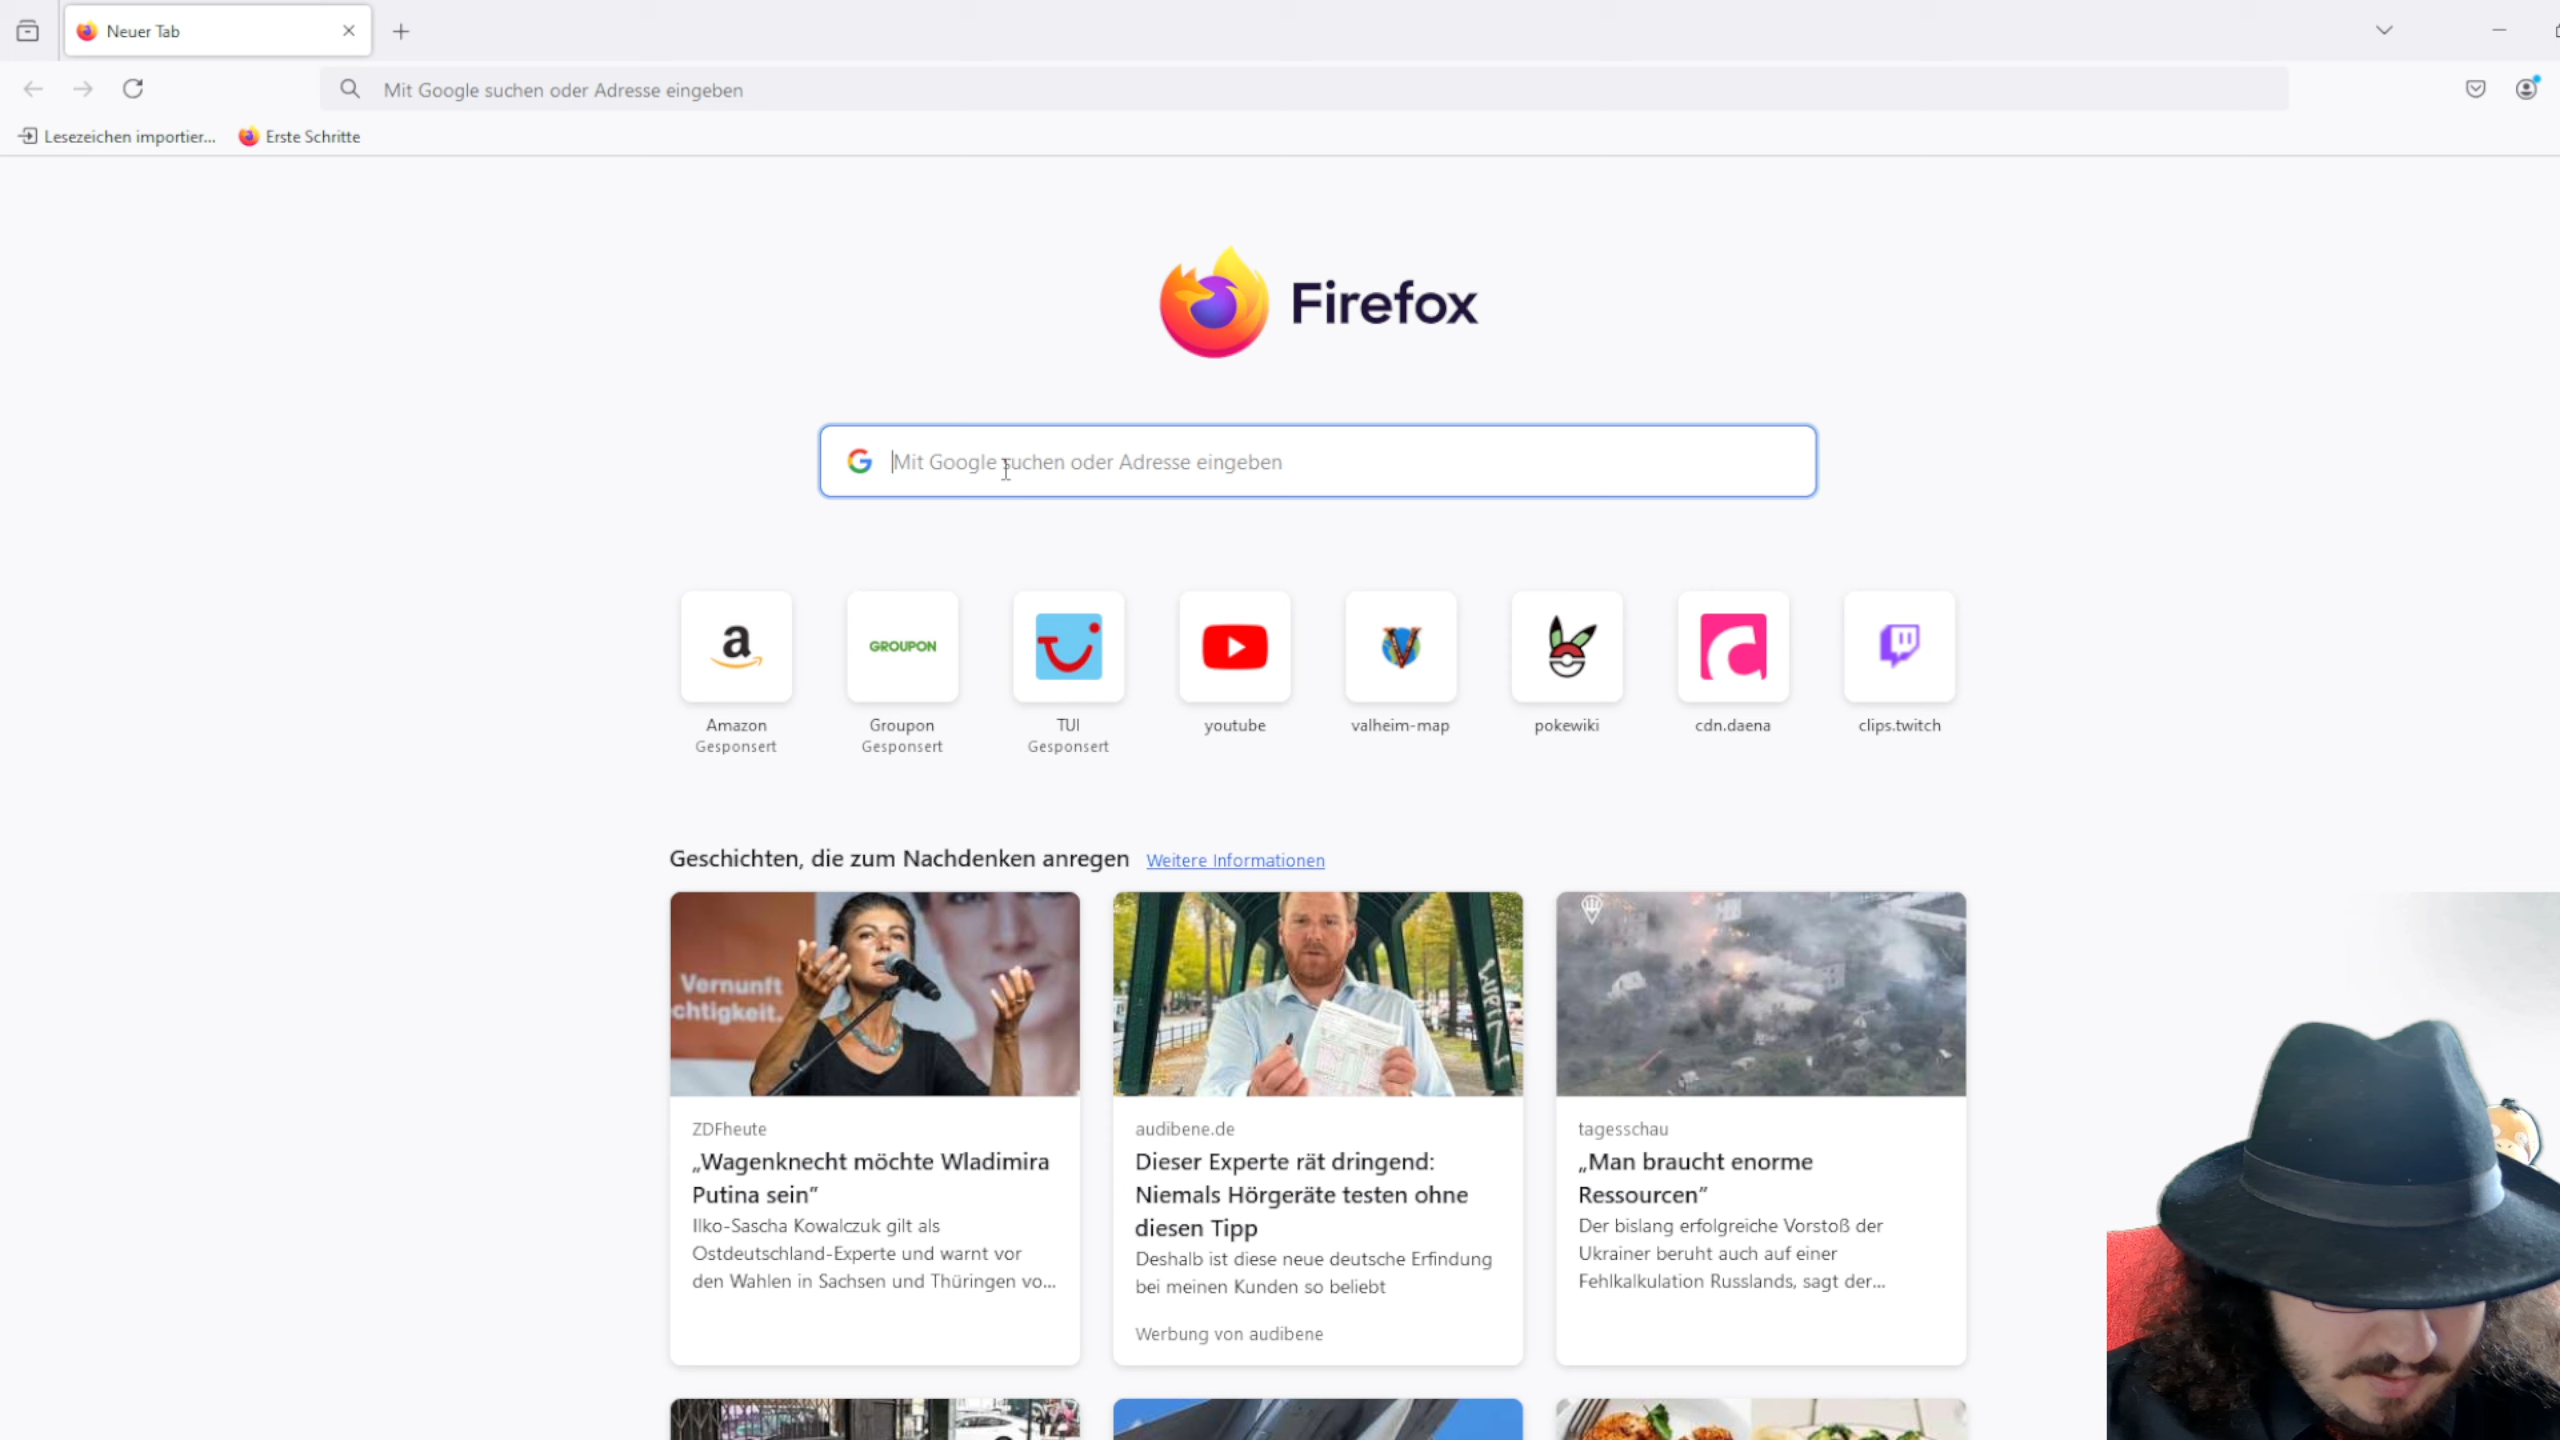 Neuer Tab
Mit Google suchen oder Adresse eingeben
Lesezeichen importier... Erste Schritte
Firefox
Mit Google suchen oder Adresse eingeben
a
GROUPON
Amazon
Gesponsert
Groupon
Gesponsert
TUI
Gesponsert
youtube
valheim-map
pokewiki
cdn.daena
clips.twitch
Geschichten, die zum Nachdenken anregen Weitere Informationen
Vernunft
chtigkeit.
ZDFheute
„Wagenknecht möchte Wladimira
Putina sein“
Ilko-Sascha Kowalczuk gilt als
Ostdeutschland-Experte und warnt vor
den Wahlen in Sachsen und Thüringen vo...
audibene.de
Dieser Experte rät dringend:
Niemals Hörgeräte testen ohne
diesen Tipp
Deshalb ist diese neue deutsche Erfindung
bei meinen Kunden so beliebt
Werbung von audibene
tagesschau
„Man braucht enorme
Ressourcen“
Der bislang erfolgreiche Vorstoß der
Ukrainer beruht auch auf einer
Fehlkalkulation Russlands, sagt der...